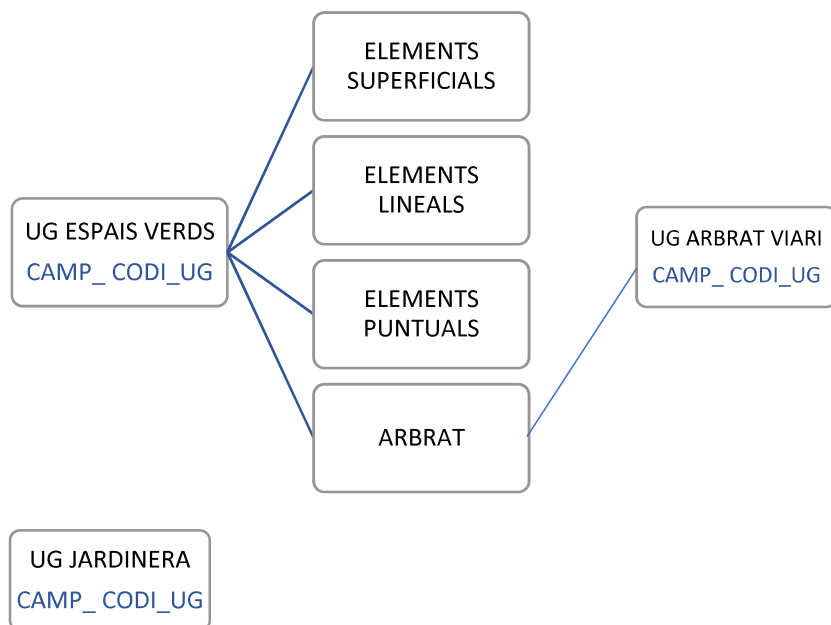 ELEMENTS
SUPERFICIALS
ELEMENTS
LINEALS
UG ESPAIS VERDS
CAMP_ CODI_UG
UG ARBRAT VIARI
CAMP_ CODI_UG
ELEMENTS
PUNTUALS
ARBRAT
UG JARDINERA
CAMP_ CODI_UG